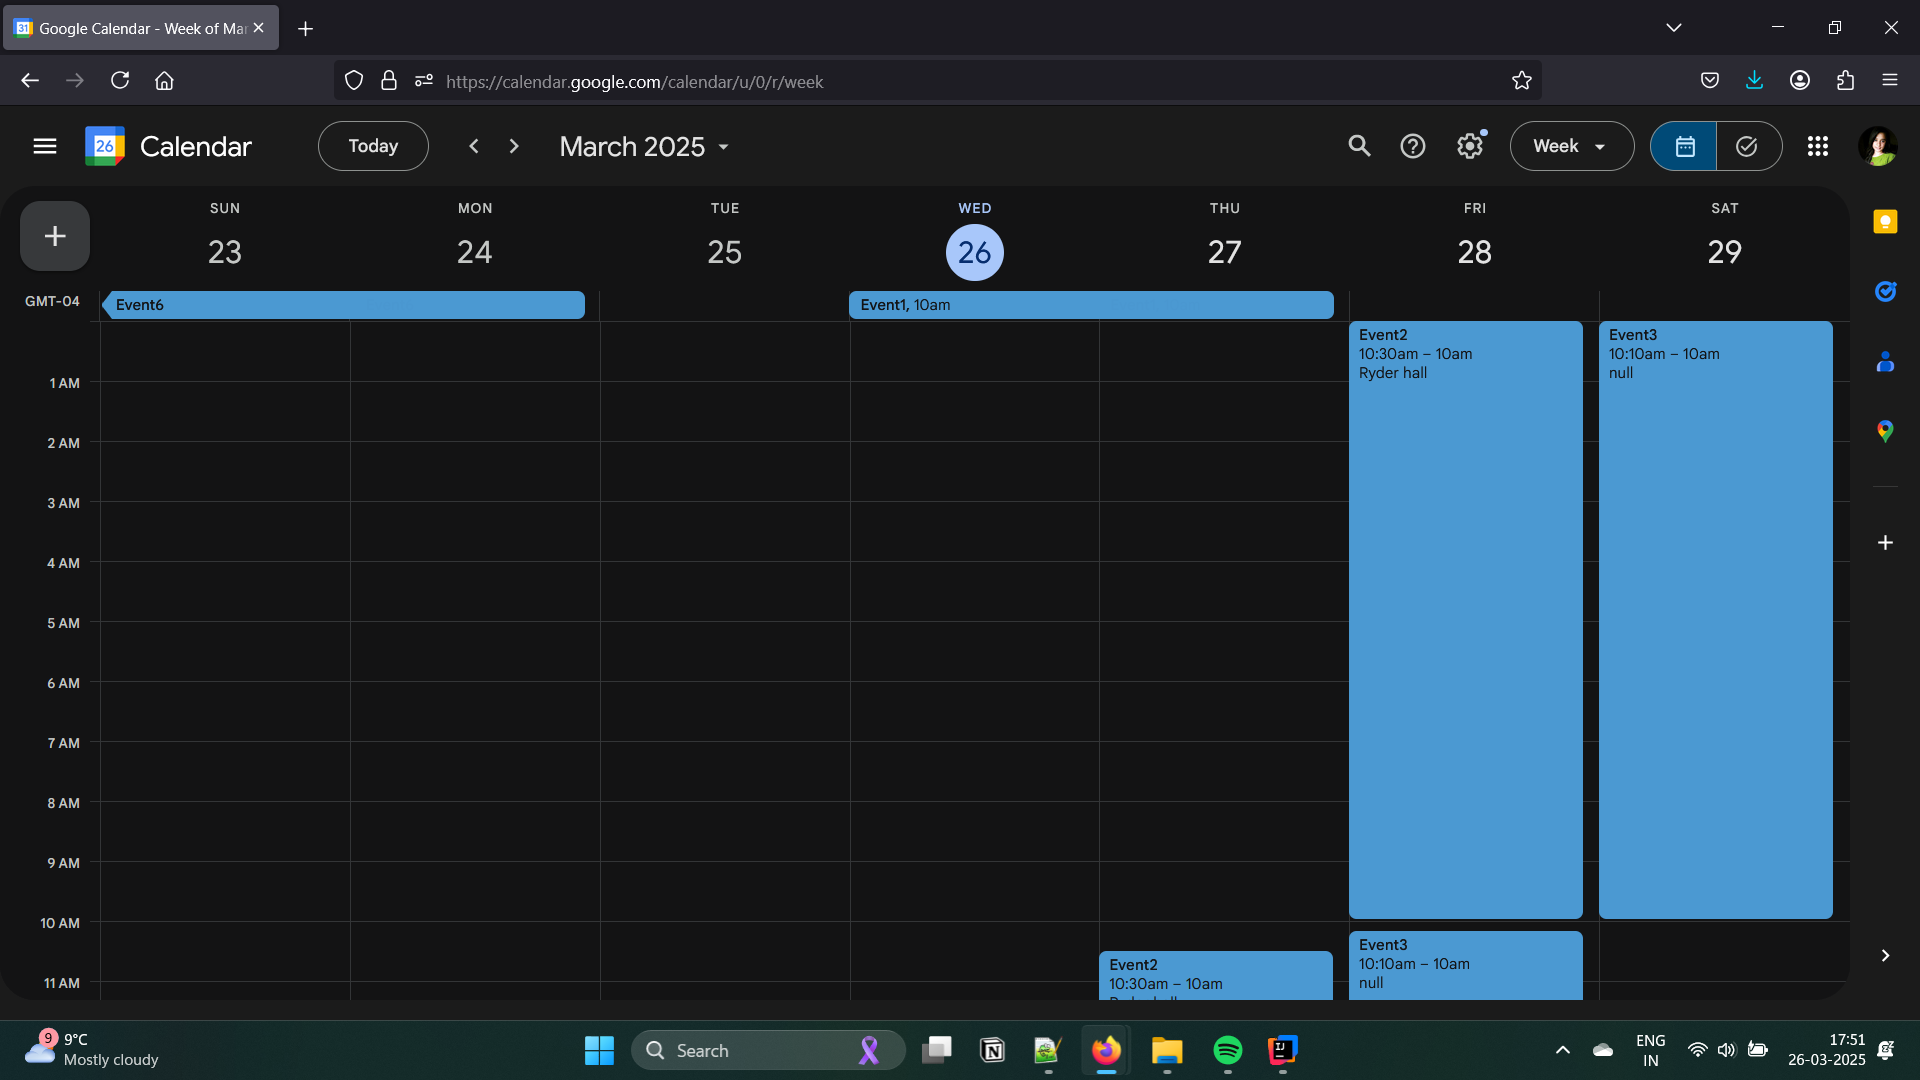 31
Google Calendar - Week of Mar
https://calendar.google.com/calendar/u/0/r/week
26
Calendar
Today
March 2025
Week
SUN
MON
TUE
WED
THU
FRI
SAT
23
24
25
26
27
28
29
GMT-04
Event6
Event1, 10am
Event2
10:30am – 10am
Ryder hall
Event3
10:10am – 10am
null
1 AM
2 AM
3 AM
4 AM
5 AM
6 AM
7 AM
8 AM
9 AM
10 AM
11 AM
Event2
10:30am – 10am
Event3
10:10am – 10am
null
9
9°C
Mostly cloudy
Search
N
IJ
ENG
IN
17:51
26-03-2025